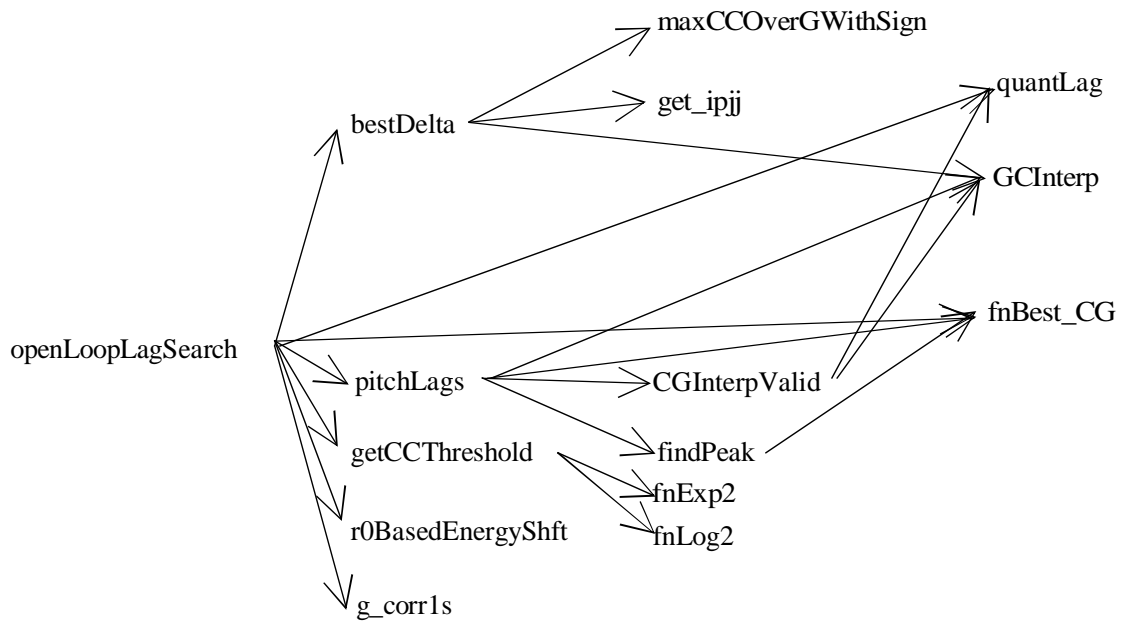 maxCCOverGWithSign
quantLag
get_ipjj
bestDelta
GCInterp
fnBest_CG
openLoopLagSearch
pitchLags
CGInterpValid
getCCThreshold
findPeak
fnExp2
r0BasedEnergyShft
fnLog2
g_corr1s